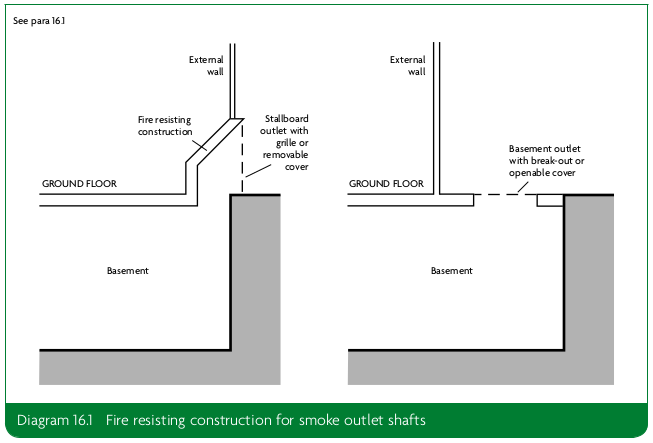 See para 16.1
External
wall
Fire resisting
construction
Stallboard
outlet with
grille or
removable
cover
GROUND FLOOR
Basement
External
wall
Basement outlet
with break-out or
openable cover
GROUND FLOOR
Basement
Diagram 16.1 Fire resisting construction for smoke outlet shafts